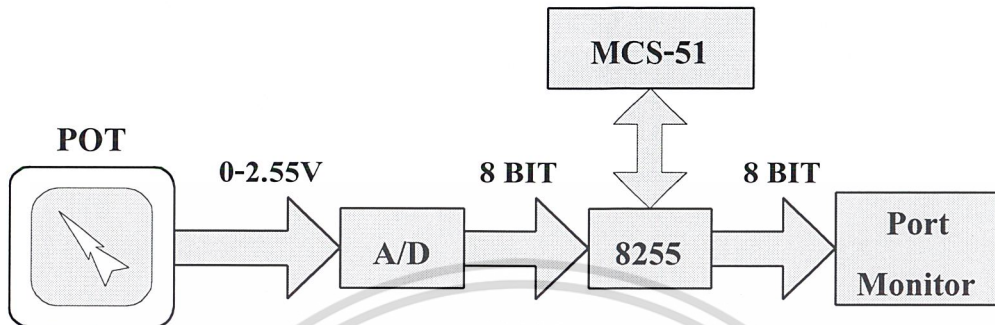 MCS-51
POT
0-2.55V
8 BIT
8 BIT
A/D
8255
Port
Monitor